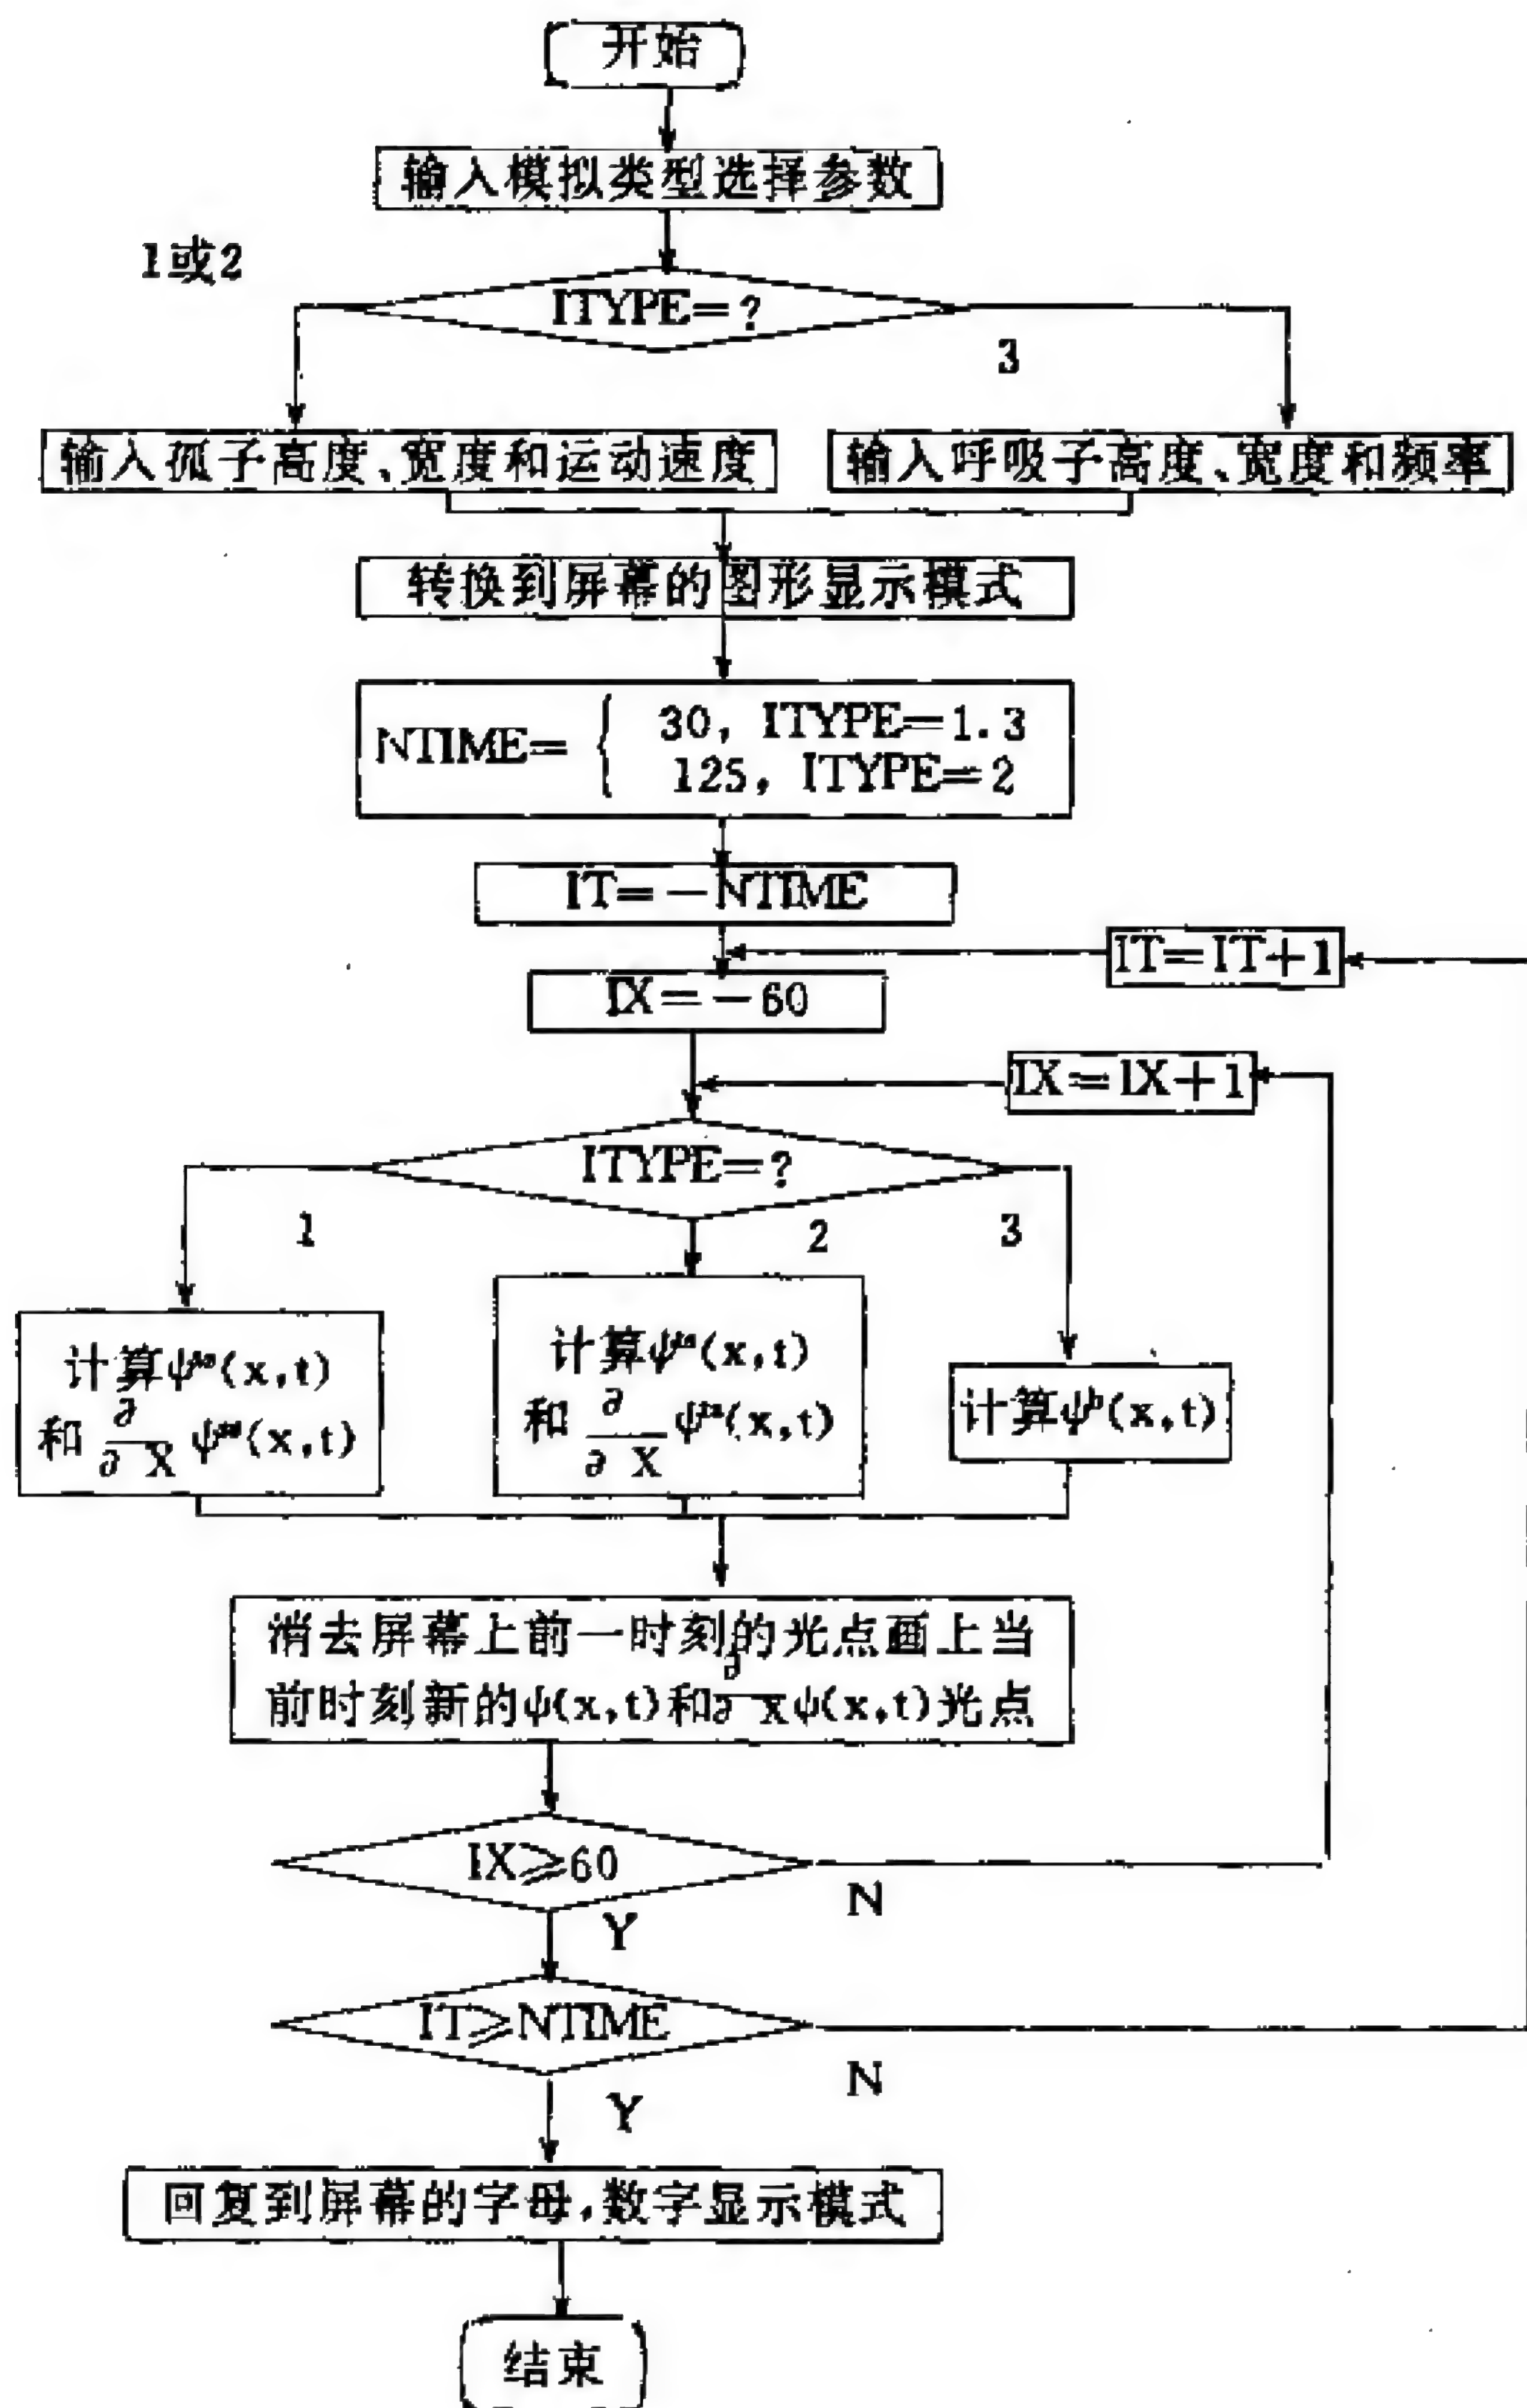 开始
输入模拟类型选择参数
1或2
ITYPE=?
3
输入孤子高度、宽度和运动速度
输入呼吸子高度、宽度和频率
转换到屏幕的图形显示模式
NTIME= { 30, ITYPE=1.3
125, ITYPE=2
IT=-NTIME
IT=IT+1
IX=-60
IX=IX+1
ITYPE=?
1
2
3
计算ψ(x,t)
和 ∂/∂X ψ(x,t)
计算ψ(x,t)
和 ∂/∂X ψ(x,t)
计算ψᵇ(x,t)
消去屏幕上前一时刻的光点画上当
前时刻新的ψ(x,t)和∂/∂Xψ(x,t)光点
IX⩾60
N
Y
IT⩾NTIME
N
Y
回复到屏幕的字母,数字显示模式
结束